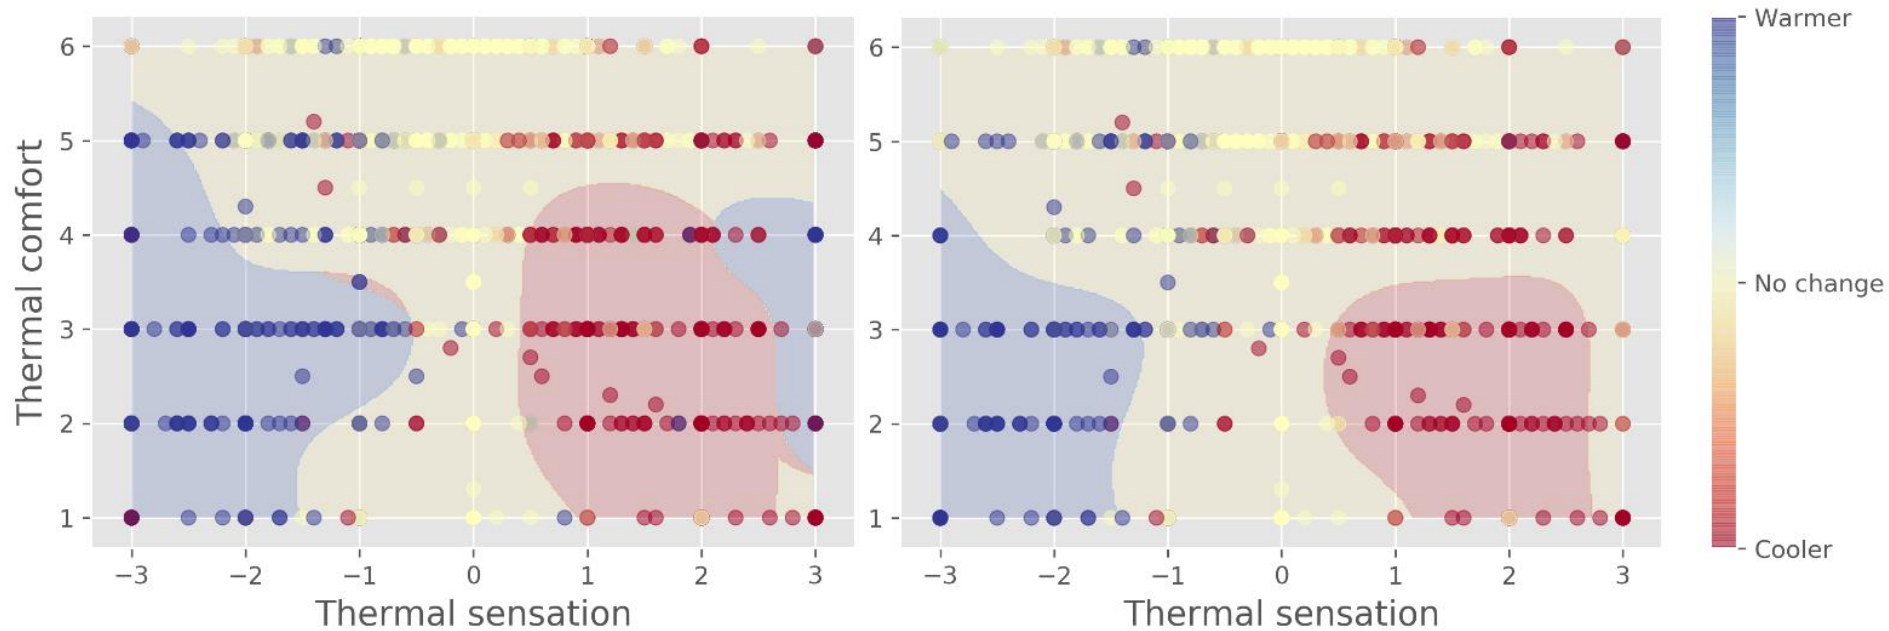 Thermal comfort
6
5
4
3
2
1
−3 −2 −1 0 1 2 3
Thermal sensation
6
5
4
3
2
1
−3 −2 −1 0 1 2 3
Thermal sensation
Warmer
No change
Cooler